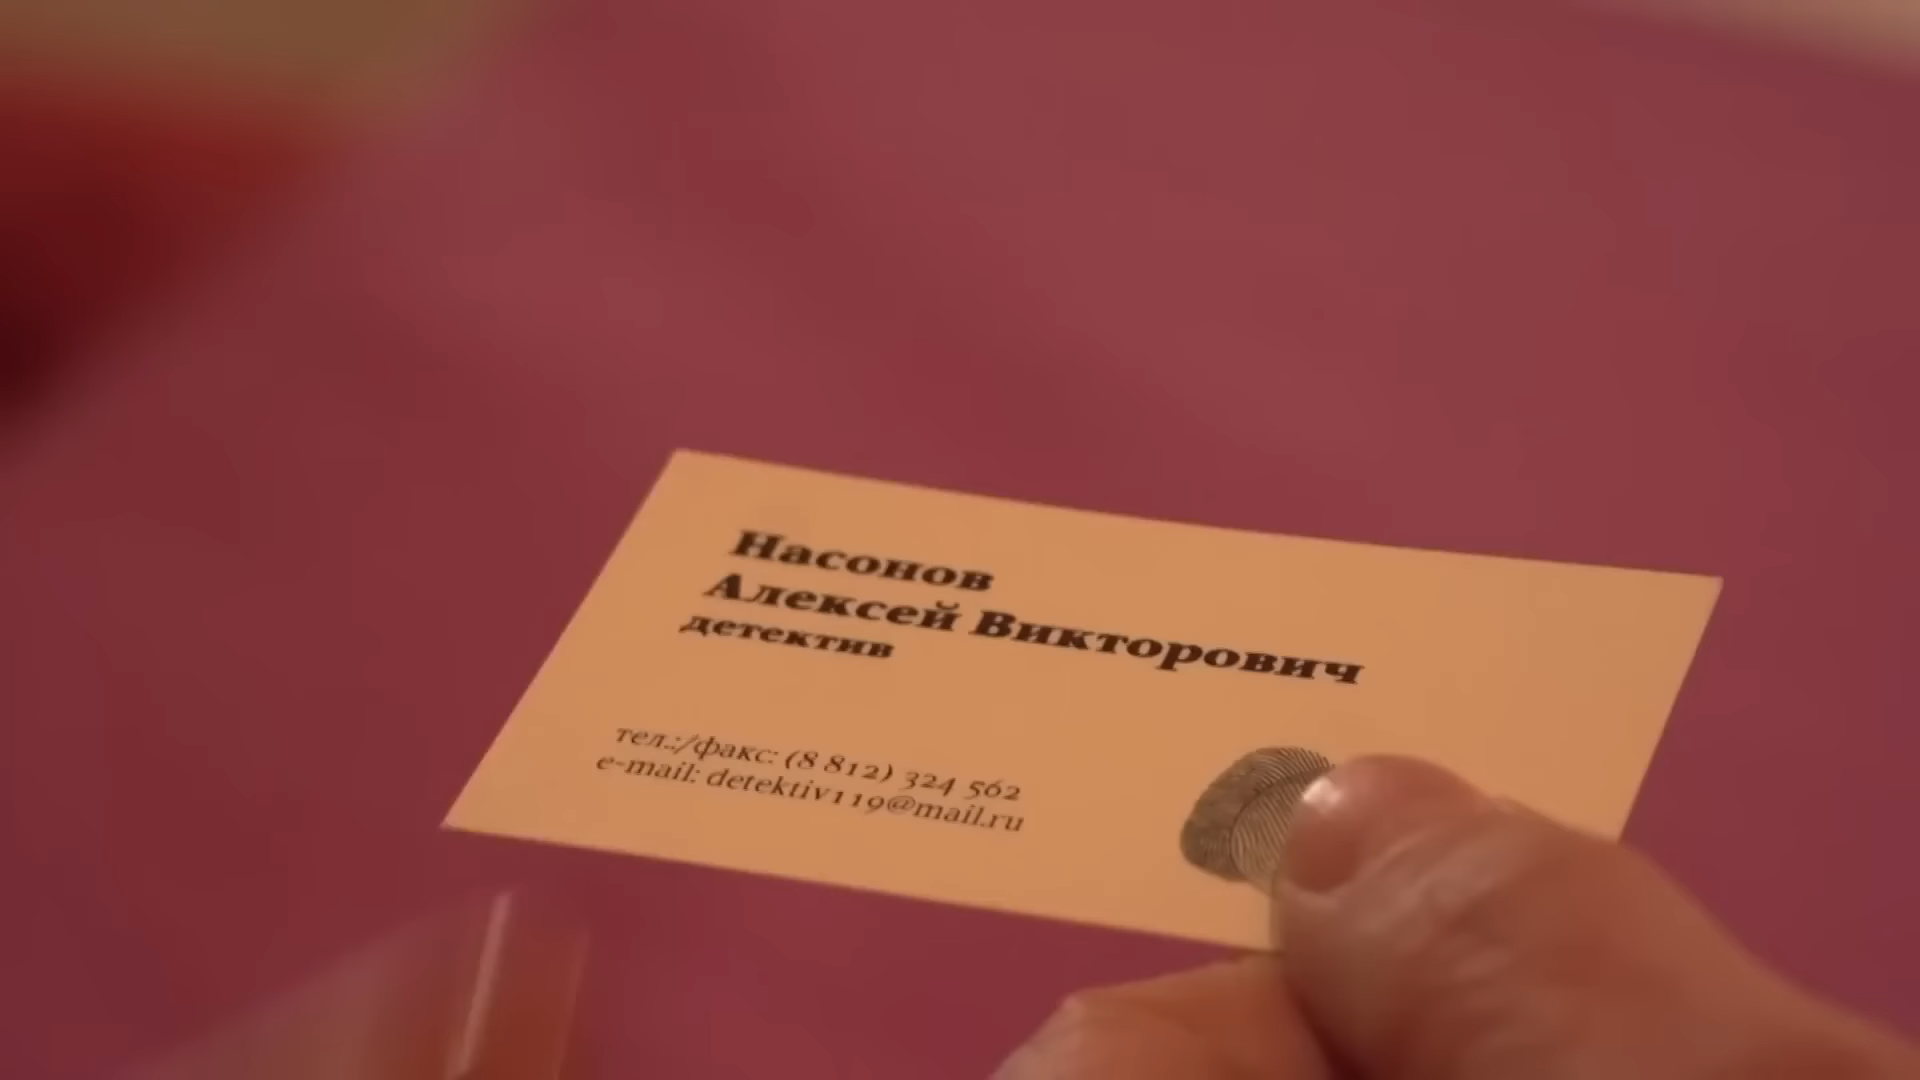 Насонов
Алексей Викторович
детектив
тел.:/факс: (8 812) 324 562
e-mail: detektiv119@mail.ru